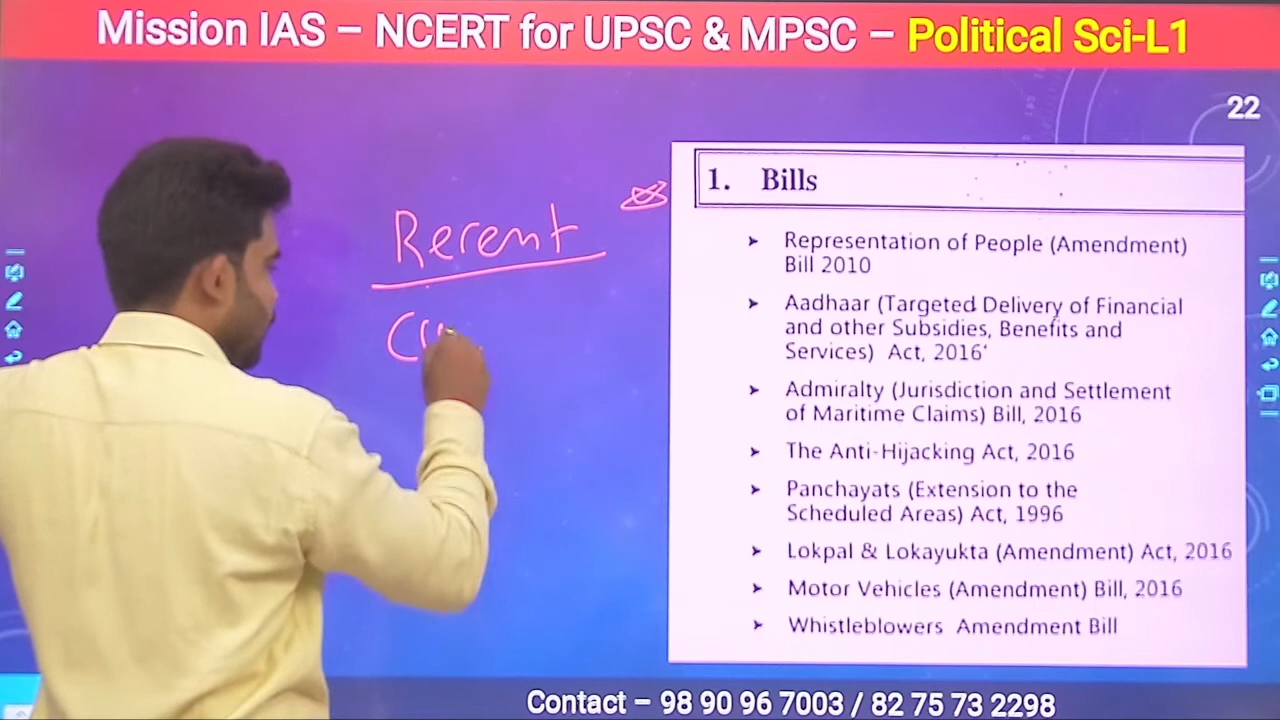 Mission IAS – NCERT for UPSC & MPSC – Political Sci-L1
22
Recent
1. Bills
➤ Representation of People (Amendment)
Bill 2010
➤ Aadhaar (Targeted Delivery of Financial
and other Subsidies, Benefits and
Services) Act, 2016‘
➤ Admiralty (Jurisdiction and Settlement
of Maritime Claims) Bill, 2016
➤ The Anti-Hijacking Act, 2016
➤ Panchayats (Extension to the
Scheduled Areas) Act, 1996
➤ Lokpal & Lokayukta (Amendment) Act, 2016
➤ Motor Vehicles (Amendment) Bill, 2016
➤ Whistleblowers Amendment Bill
Contact – 98 90 96 7003 / 82 75 73 2298